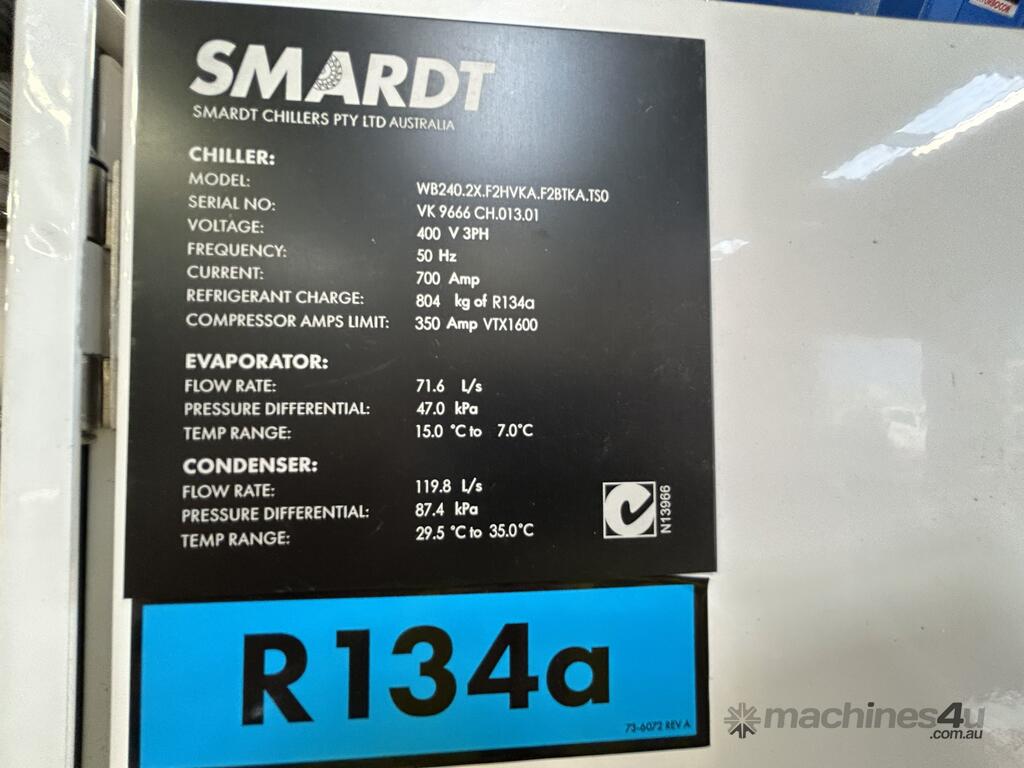 SMARDT
SMARDT CHILLERS PTY LTD AUSTRALIA
CHILLER:
MODEL: WB240.2X.F2HVKA.F2BTKA.TS0
SERIAL NO: VK 9666 CH.013.01
VOLTAGE: 400 V 3PH
FREQUENCY: 50 Hz
CURRENT: 700 Amp
REFRIGERANT CHARGE: 804 kg of R134a
COMPRESSOR AMPS LIMIT: 350 Amp VTX1600
EVAPORATOR:
FLOW RATE: 71.6 L/s
PRESSURE DIFFERENTIAL: 47.0 kPa
TEMP RANGE: 15.0 °C to 7.0°C
CONDENSER:
FLOW RATE: 119.8 L/s
PRESSURE DIFFERENTIAL: 87.4 kPa
TEMP RANGE: 29.5 °C to 35.0°C
N13966
R134a
73-6072 REV A
machines4u
.com.au